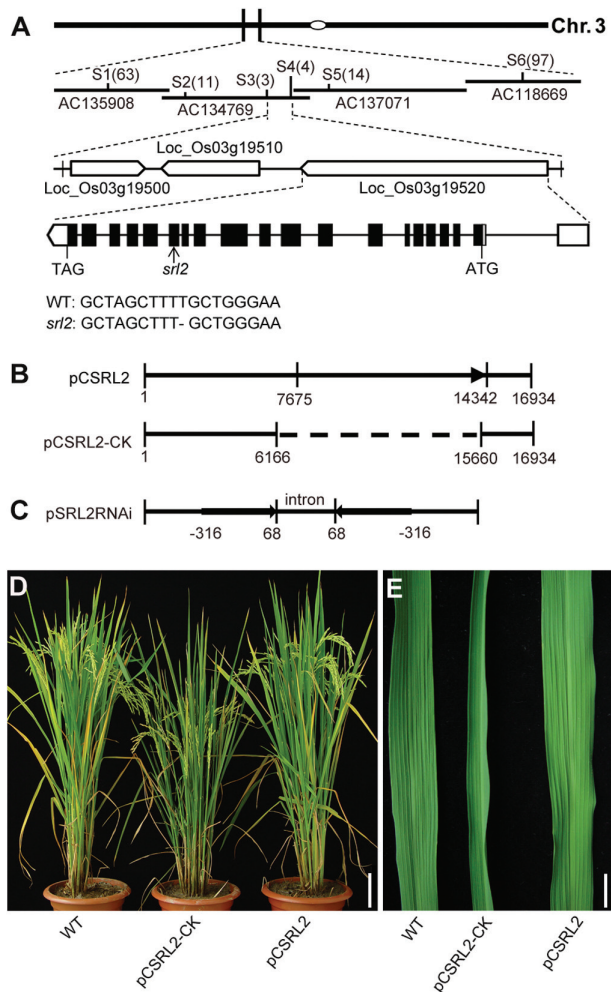 A
Chr. 3
S1(63)
S2(11)
S3(3)
S4(4)
S5(14)
S6(97)
AC135908
AC134769
AC137071
AC118669
Loc_Os03g19510
Loc_Os03g19500
Loc_Os03g19520
TAG
srl2
ATG
WT: GCTAGCTTTTGCTGGGAA
srl2: GCTAGCTTT- GCTGGGAA
B
pCSRL2
1 7675 14342 16934
pCSRL2-CK
1 6166 15660 16934
C
pSRL2RNAi
intron
-316 68 68 -316
D
E
WT
pCSRL2-CK
pCSRL2
WT
pCSRL2-CK
pCSRL2